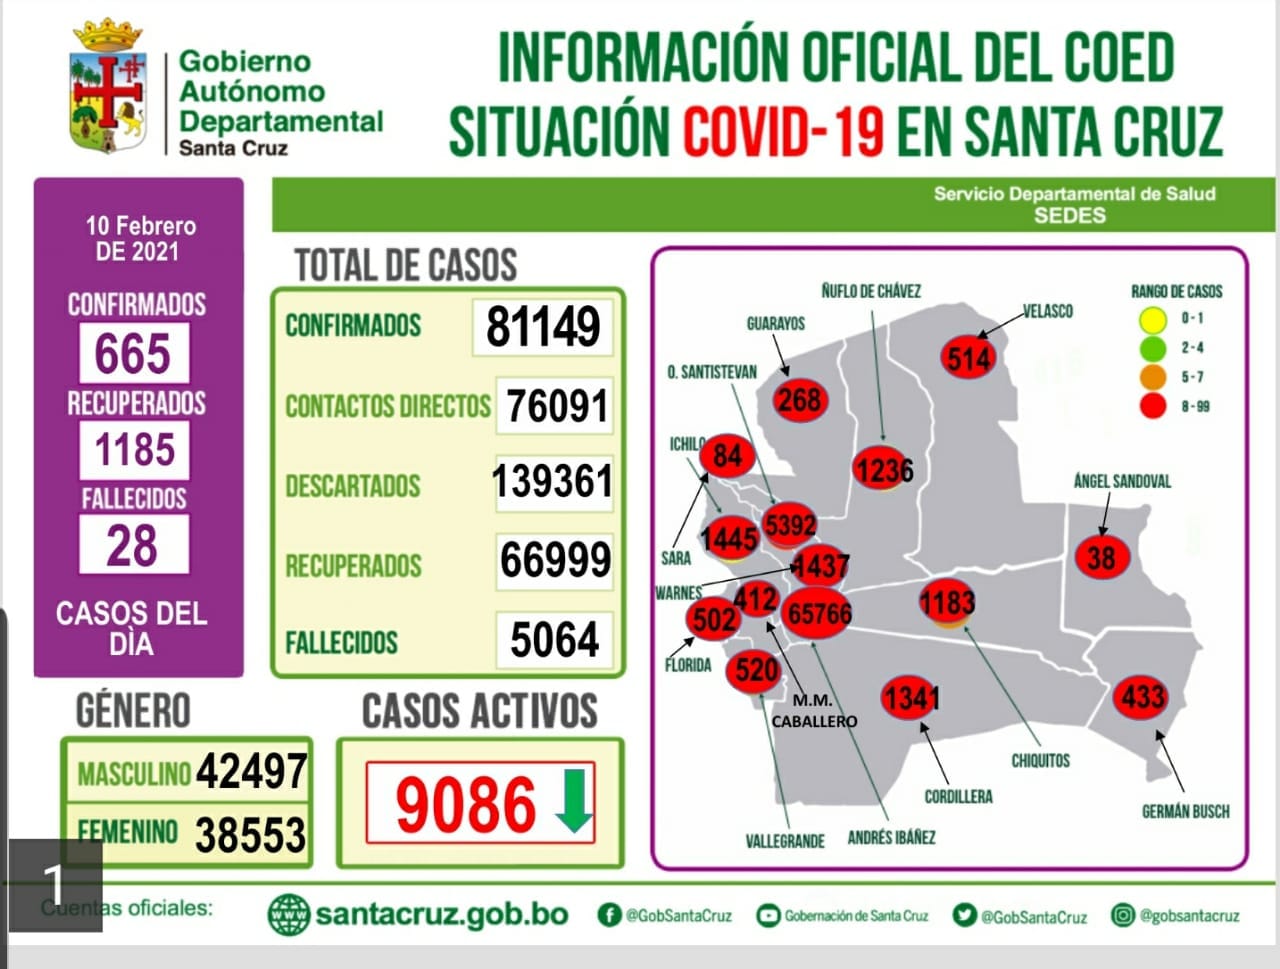 Gobierno
Autónomo
Departamental
Santa Cruz
INFORMACIÓN OFICIAL DEL COED
SITUACIÓN COVID-19 EN SANTA CRUZ
Servicio Departamental de Salud
SEDES
10 Febrero
DE 2021
CONFIRMADOS
665
RECUPERADOS
1185
FALLECIDOS
28
CASOS DEL
DÌA
TOTAL DE CASOS
CONFIRMADOS 81149
CONTACTOS DIRECTOS 76091
DESCARTADOS 139361
RECUPERADOS 66999
FALLECIDOS 5064
GÉNERO
MASCULINO 42497
FEMENINO 38553
CASOS ACTIVOS
9086
ÑUFLO DE CHÁVEZ
GUARAYOS
VELASCO
O. SANTISTEVAN
514
268
ICHILO
84
1236
ÁNGEL SANDOVAL
5392
1445
38
SARA
1437
WARNES
412
65766
1183
502
FLORIDA
520
M.M.
CABALLERO
1341
433
CHIQUITOS
CORDILLERA
GERMÁN BUSCH
VALLEGRANDE
ANDRÉS IBÁÑEZ
RANGO DE CASOS
0-1
2-4
5-7
8-99
1
Cuentas oficiales:
www
santacruz.gob.bo
@GobSantaCruz
Gobernación de Santa Cruz
@GobSantaCruz
@gobsantacruz